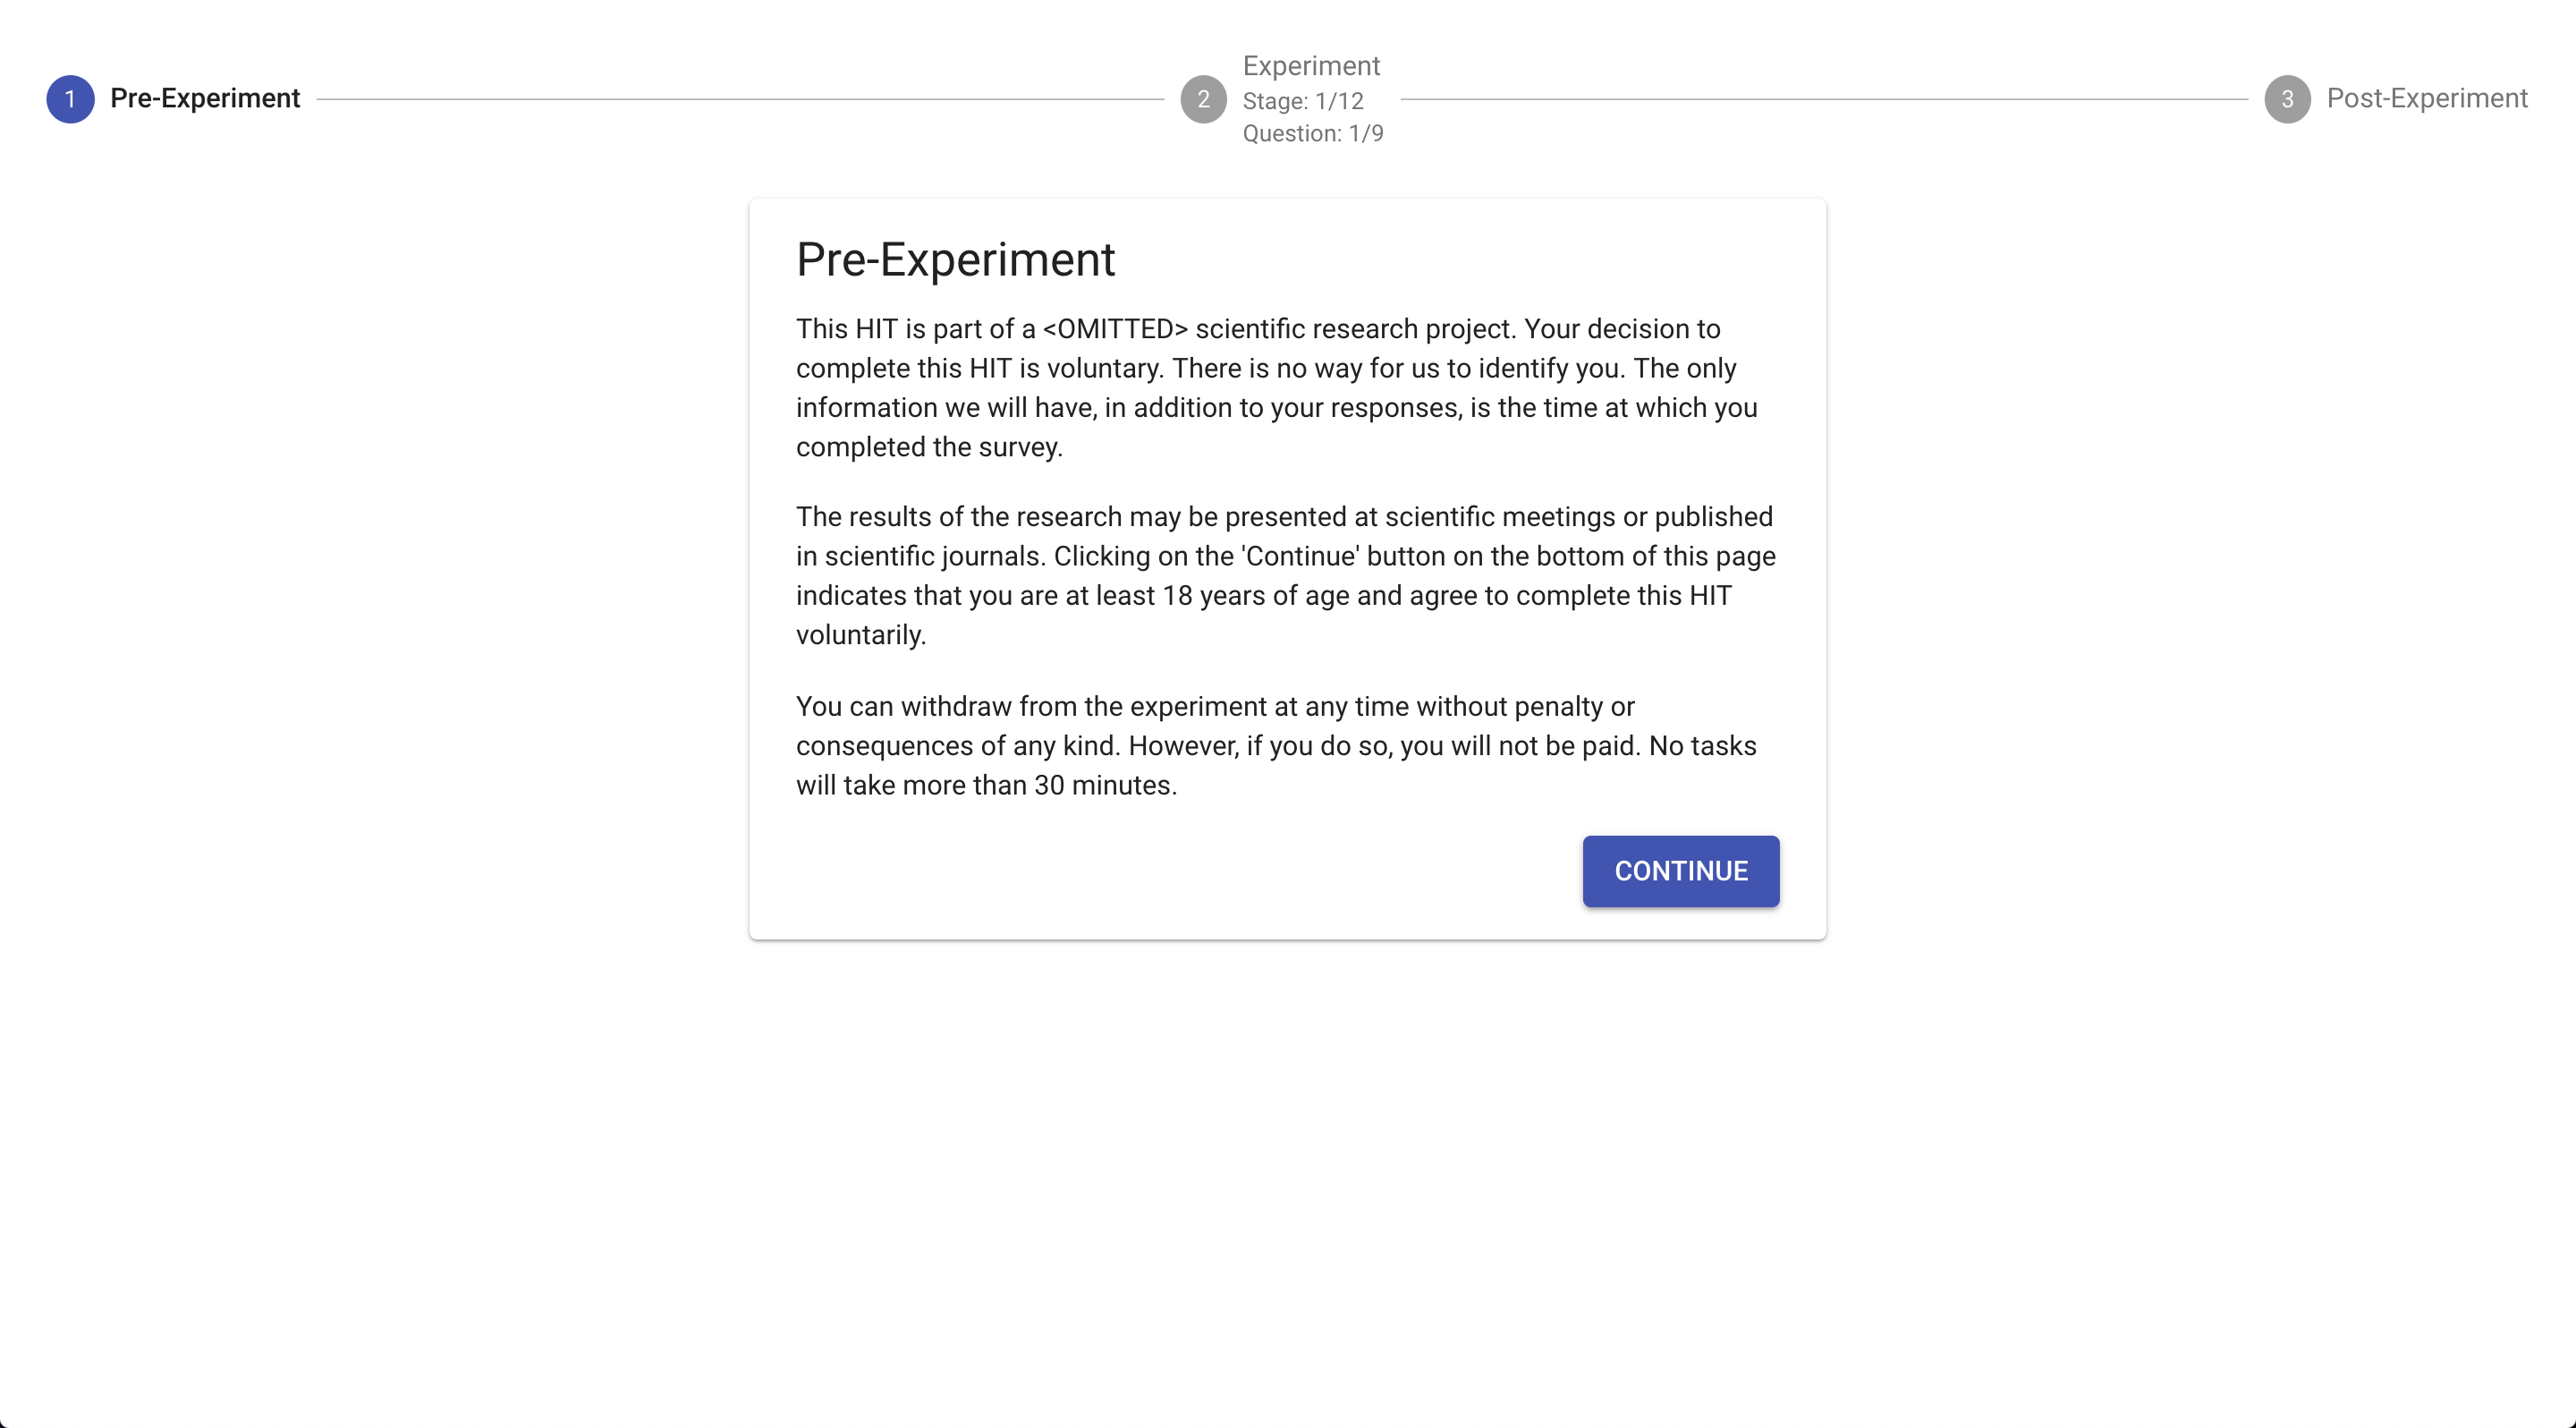 1 Pre-Experiment
2 Experiment
Stage: 1/12
Question: 1/9
3 Post-Experiment
Pre-Experiment
This HIT is part of a <OMITTED> scientific research project. Your decision to
complete this HIT is voluntary. There is no way for us to identify you. The only
information we will have, in addition to your responses, is the time at which you
completed the survey.
The results of the research may be presented at scientific meetings or published
in scientific journals. Clicking on the 'Continue' button on the bottom of this page
indicates that you are at least 18 years of age and agree to complete this HIT
voluntarily.
You can withdraw from the experiment at any time without penalty or
consequences of any kind. However, if you do so, you will not be paid. No tasks
will take more than 30 minutes.
CONTINUE